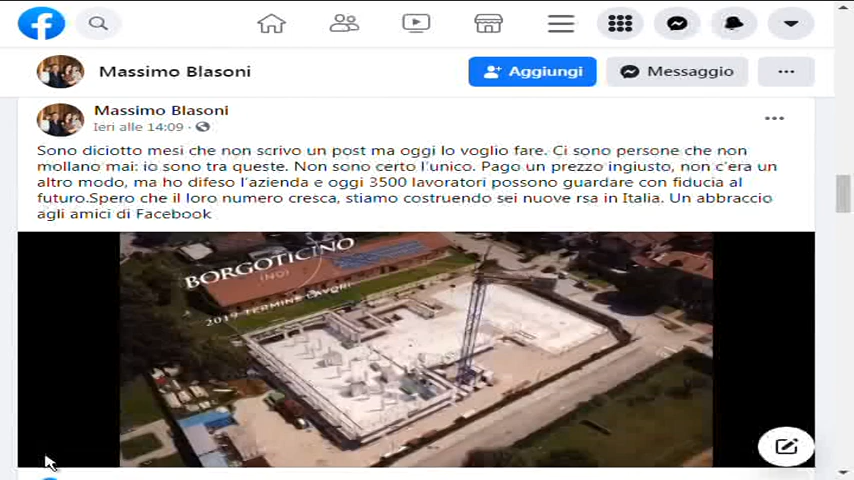 Massimo Blasoni
Aggiungi
Messaggio
Massimo Blasoni
Ieri alle 14:09 ·
Sono diciotto mesi che non scrivo un post ma oggi lo voglio fare. Ci sono persone che non
mollano mai: io sono tra queste. Non sono certo l'unico. Pago un prezzo ingiusto, non c'era un
altro modo, ma ho difeso l'azienda e oggi 3500 lavoratori possono guardare con fiducia al
futuro.Spero che il loro numero cresca, stiamo costruendo sei nuove rsa in Italia. Un abbraccio
agli amici di Facebook
BORGOTICINO
(NO)
2019 TERMINE LAVORI